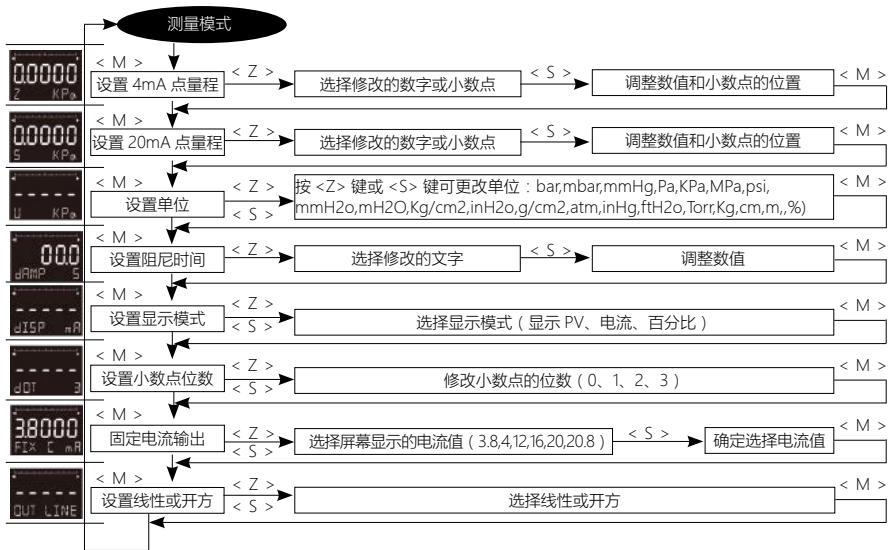 测量模式
< M >
0.0000
Z KPa
设置 4mA 点量程
< Z >
选择修改的数字或小数点
< S >
调整数值和小数点的位置
< M >
< M >
0.0000
S KPa
设置 20mA 点量程
< Z >
选择修改的数字或小数点
< S >
调整数值和小数点的位置
< M >
< M >
-----
U KPa
设置单位
< Z >
< S >
按 <Z> 键或 <S> 键可更改单位：bar,mbar,mmHg,Pa,KPa,MPa,psi,
mmH2o,mH2O,Kg/cm2,inH2o,g/cm2,atm,inHg,ftH2o,Torr,Kg,cm,m,,%)
< M >
< M >
00.0
dAMP S
设置阻尼时间
< Z >
选择修改的文字
< S >
调整数值
< M >
< M >
-----
dISP mA
设置显示模式
< Z >
< S >
选择显示模式（显示 PV、电流、百分比）
< M >
< M >
-----
dOT 3
设置小数点位数
< Z >
< S >
修改小数点的位数（0、1、2、3）
< M >
< M >
3.8000
FIX C mA
固定电流输出
< Z >
< S >
选择屏幕显示的电流值（3.8,4,12,16,20,20.8）
< S >
确定选择电流值
< M >
< M >
-----
OUT LINE
设置线性或开方
< Z >
< S >
选择线性或开方
< M >